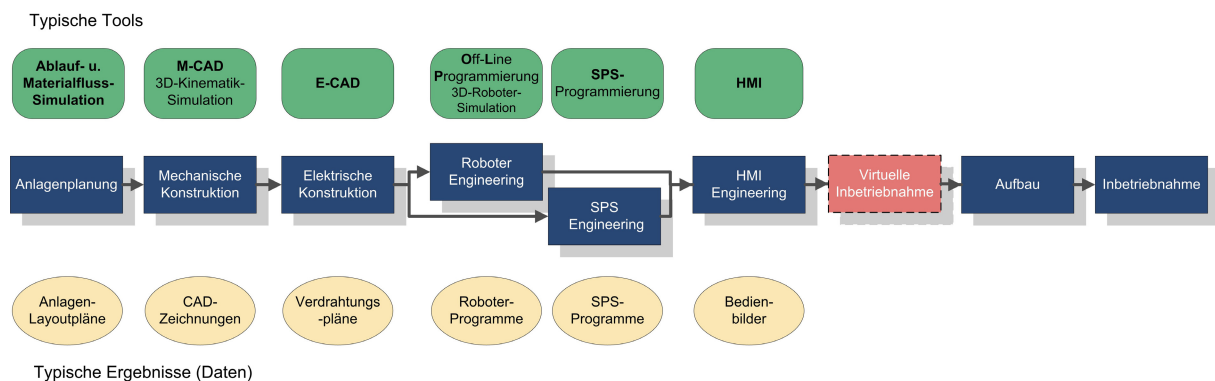 Typische Tools
Ablauf- u.
Materialfluss-
Simulation
M-CAD
3D-Kinematik-
Simulation
E-CAD
Off-Line
Programmierung
3D-Roboter-
Simulation
SPS-
Programmierung
HMI
Anlagenplanung
Mechanische
Konstruktion
Elektrische
Konstruktion
Roboter
Engineering
SPS
Engineering
HMI
Engineering
Virtuelle
Inbetriebnahme
Aufbau
Inbetriebnahme
Anlagen-
Layoutpläne
CAD-
Zeichnungen
Verdrahtungs
-pläne
Roboter-
Programme
SPS-
Programme
Bedien-
bilder
Typische Ergebnisse (Daten)